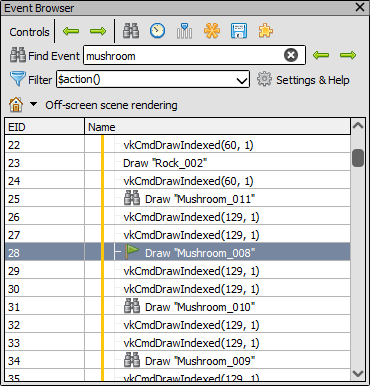 Event Browser
Controls
Find Event mushroom
Filter $action() Settings & Help
Off-screen scene rendering
EID Name
22 vkCmdDrawIndexed(60, 1)
23 Draw "Rock_002"
24 vkCmdDrawIndexed(60, 1)
25 Draw "Mushroom_011"
26 vkCmdDrawIndexed(129, 1)
27 vkCmdDrawIndexed(129, 1)
28 Draw "Mushroom_008"
29 vkCmdDrawIndexed(129, 1)
30 vkCmdDrawIndexed(129, 1)
31 Draw "Mushroom_010"
32 vkCmdDrawIndexed(129, 1)
33 vkCmdDrawIndexed(129, 1)
34 Draw "Mushroom_009"
35 vkCmdDrawIndexed(129, 1)